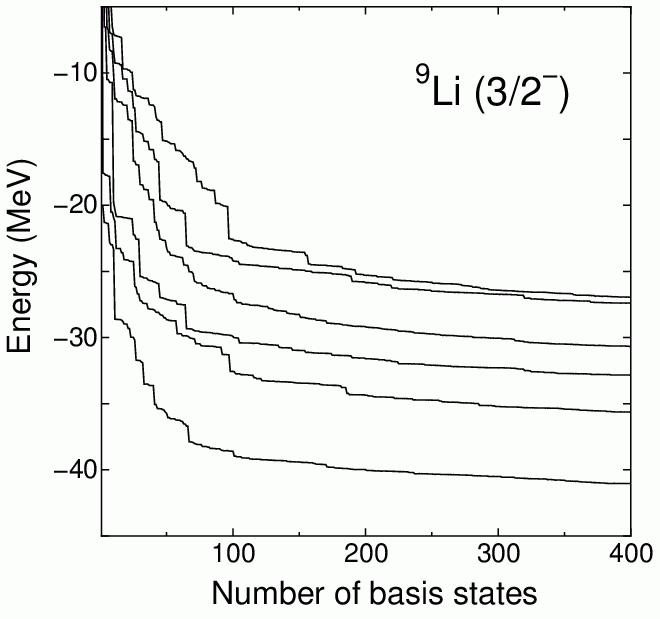 ⁹Li (3/2⁻)
Energy (MeV)
−10
−20
−30
−40
100 200 300 400
Number of basis states